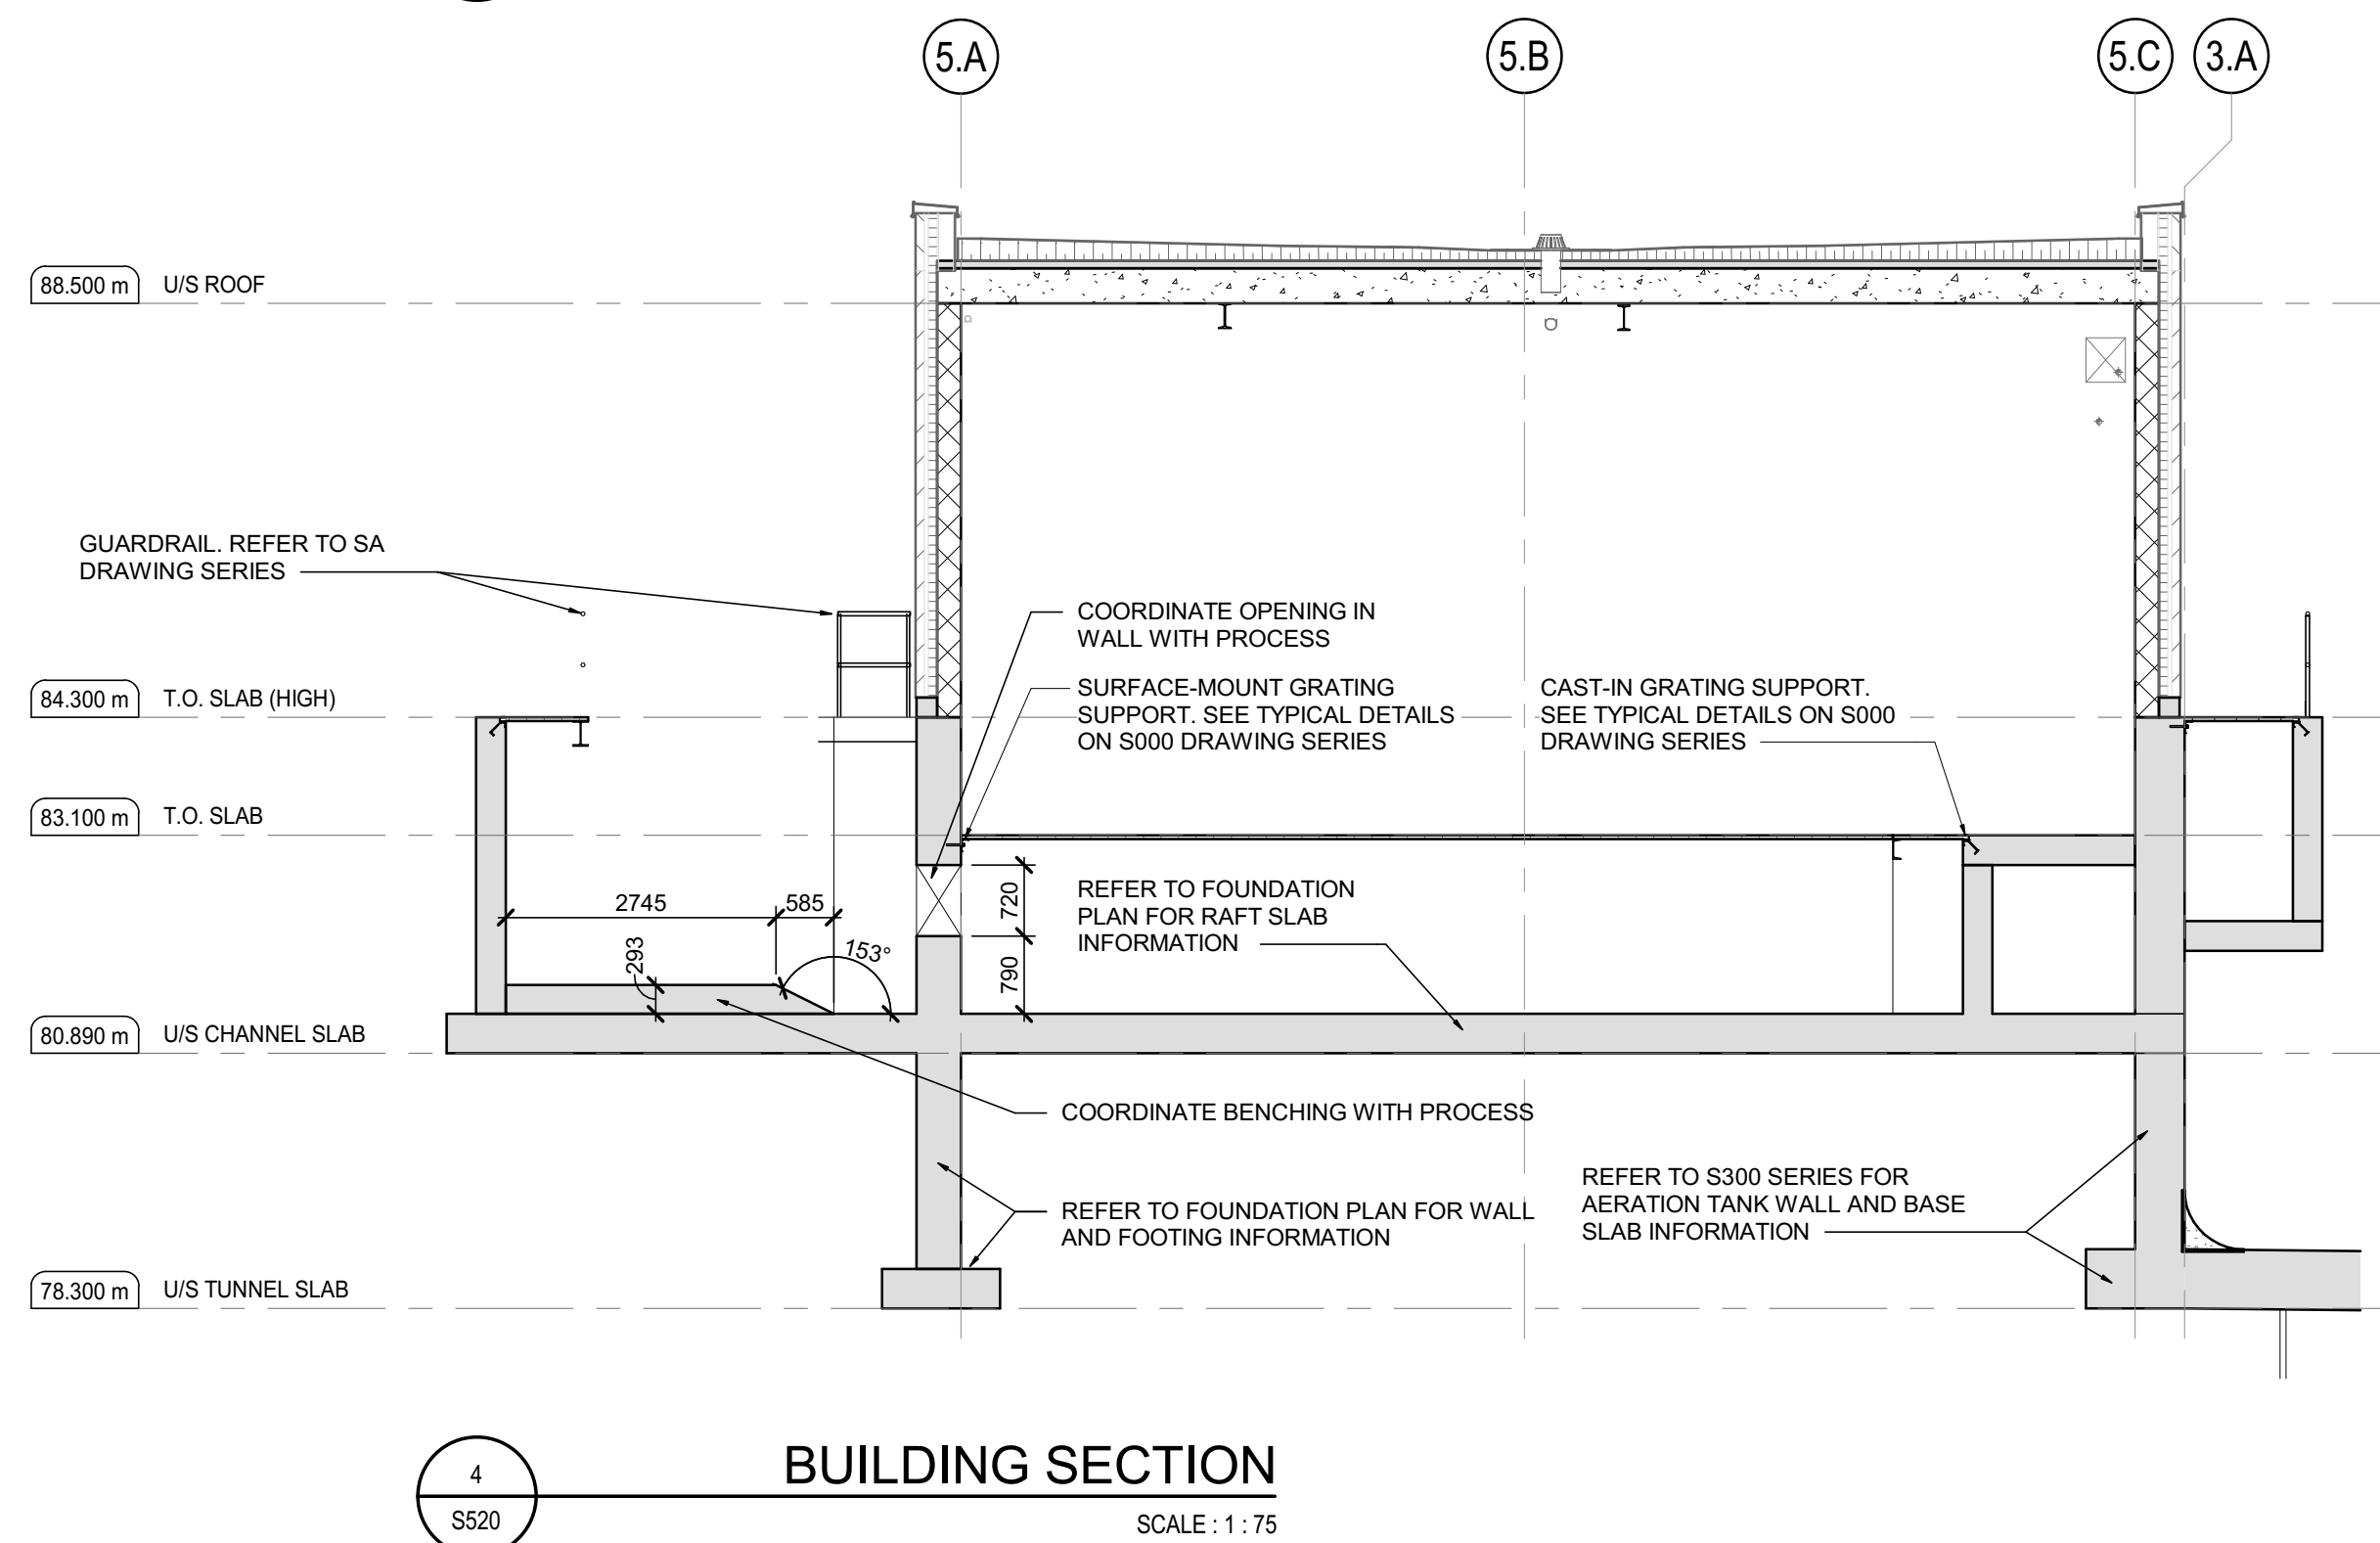 5.A
5.B
5.C
3.A
88.500 m U/S ROOF
GUARDRAIL. REFER TO SA
DRAWING SERIES
COORDINATE OPENING IN
WALL WITH PROCESS
84.300 m T.O. SLAB (HIGH)
SURFACE-MOUNT GRATING
SUPPORT. SEE TYPICAL DETAILS
ON S000 DRAWING SERIES
CAST-IN GRATING SUPPORT.
SEE TYPICAL DETAILS ON S000
DRAWING SERIES
83.100 m T.O. SLAB
2745
585
293
153°
720
790
REFER TO FOUNDATION
PLAN FOR RAFT SLAB
INFORMATION
80.890 m U/S CHANNEL SLAB
COORDINATE BENCHING WITH PROCESS
REFER TO FOUNDATION PLAN FOR WALL
AND FOOTING INFORMATION
REFER TO S300 SERIES FOR
AERATION TANK WALL AND BASE
SLAB INFORMATION
78.300 m U/S TUNNEL SLAB
4
S520
BUILDING SECTION
SCALE : 1 : 75